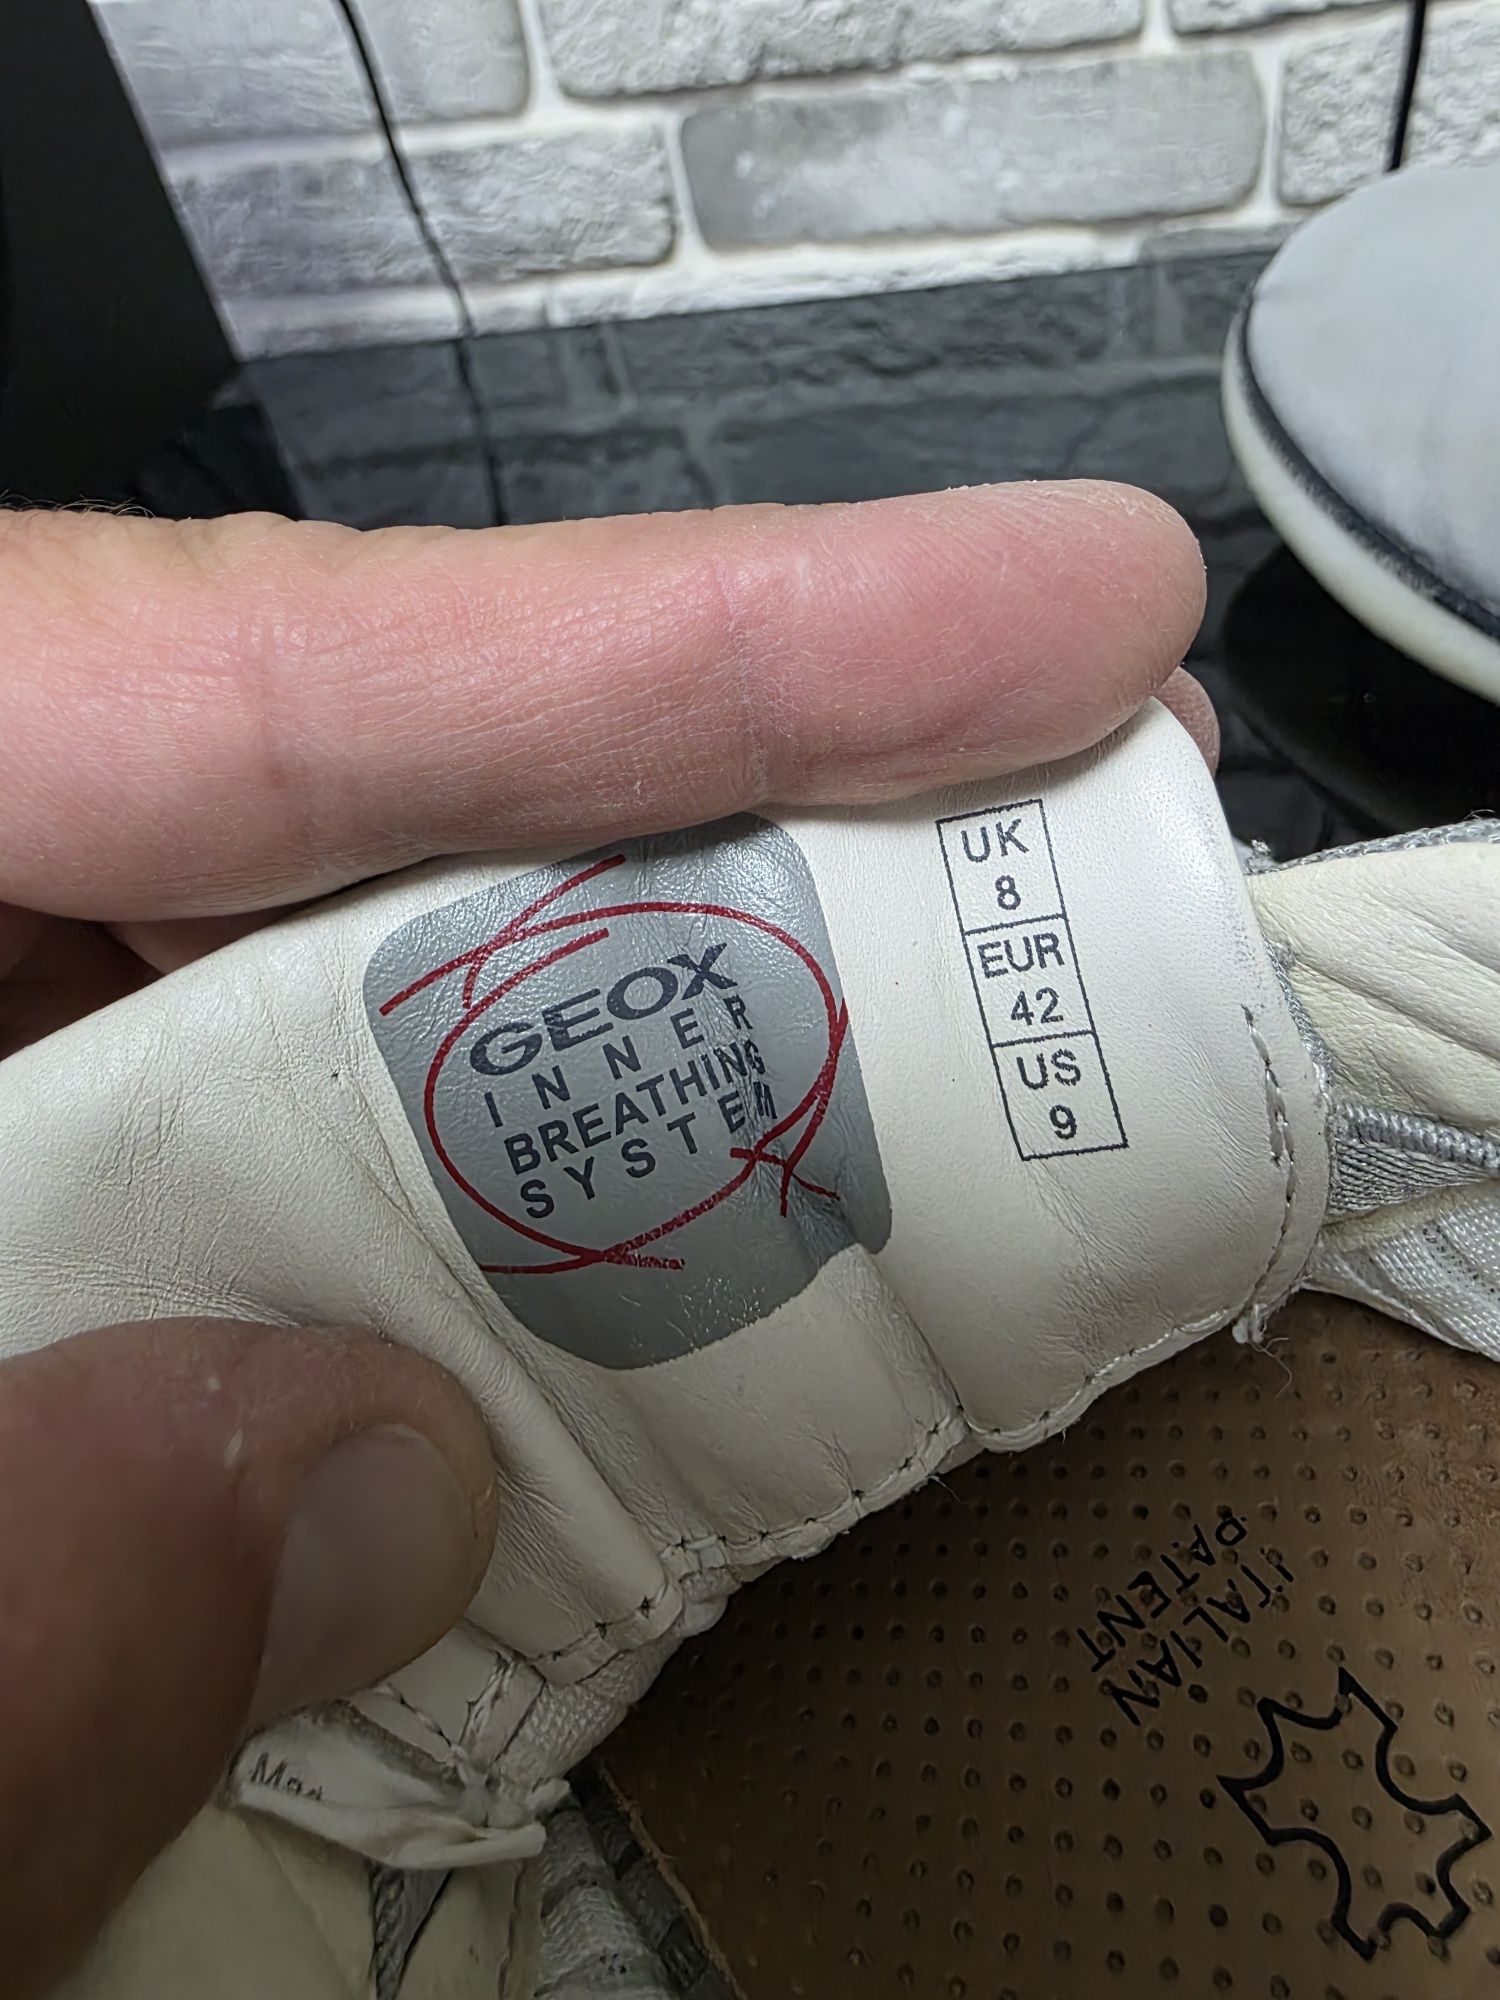 GEOX
INNER
BREATHING
SYSTEM
UK
8
EUR
42
US
9
ITALIAN
PATENT